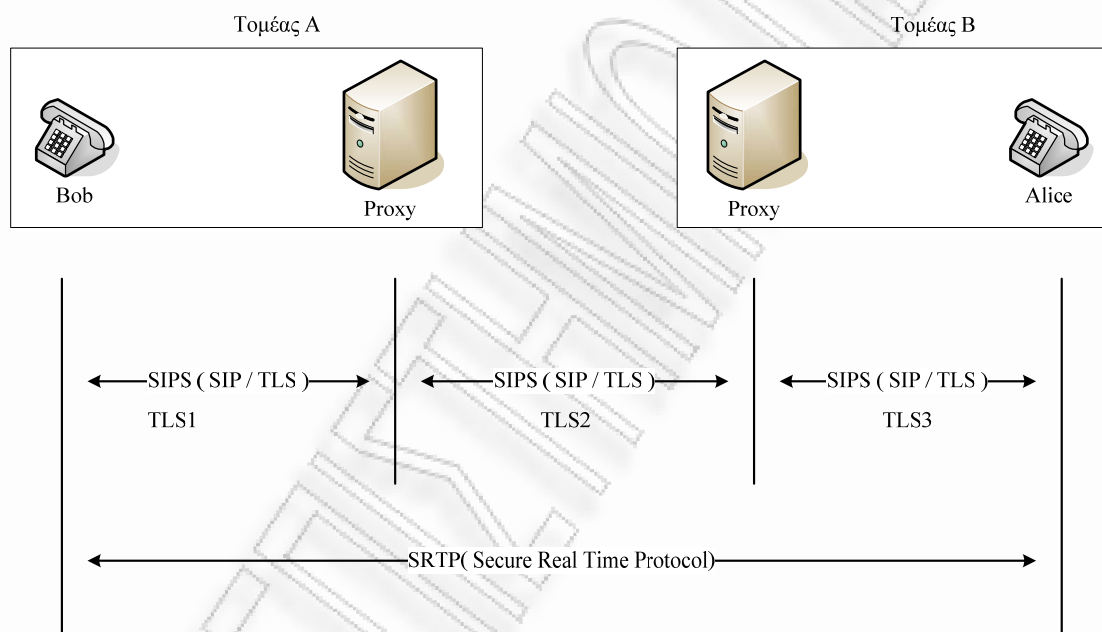 Τομέας Α
Τομέας Β
Bob
Proxy
Proxy
Alice
SIPS ( SIP / TLS )
SIPS ( SIP / TLS )
SIPS ( SIP / TLS )
TLS1
TLS2
TLS3
SRTP( Secure Real Time Protocol)